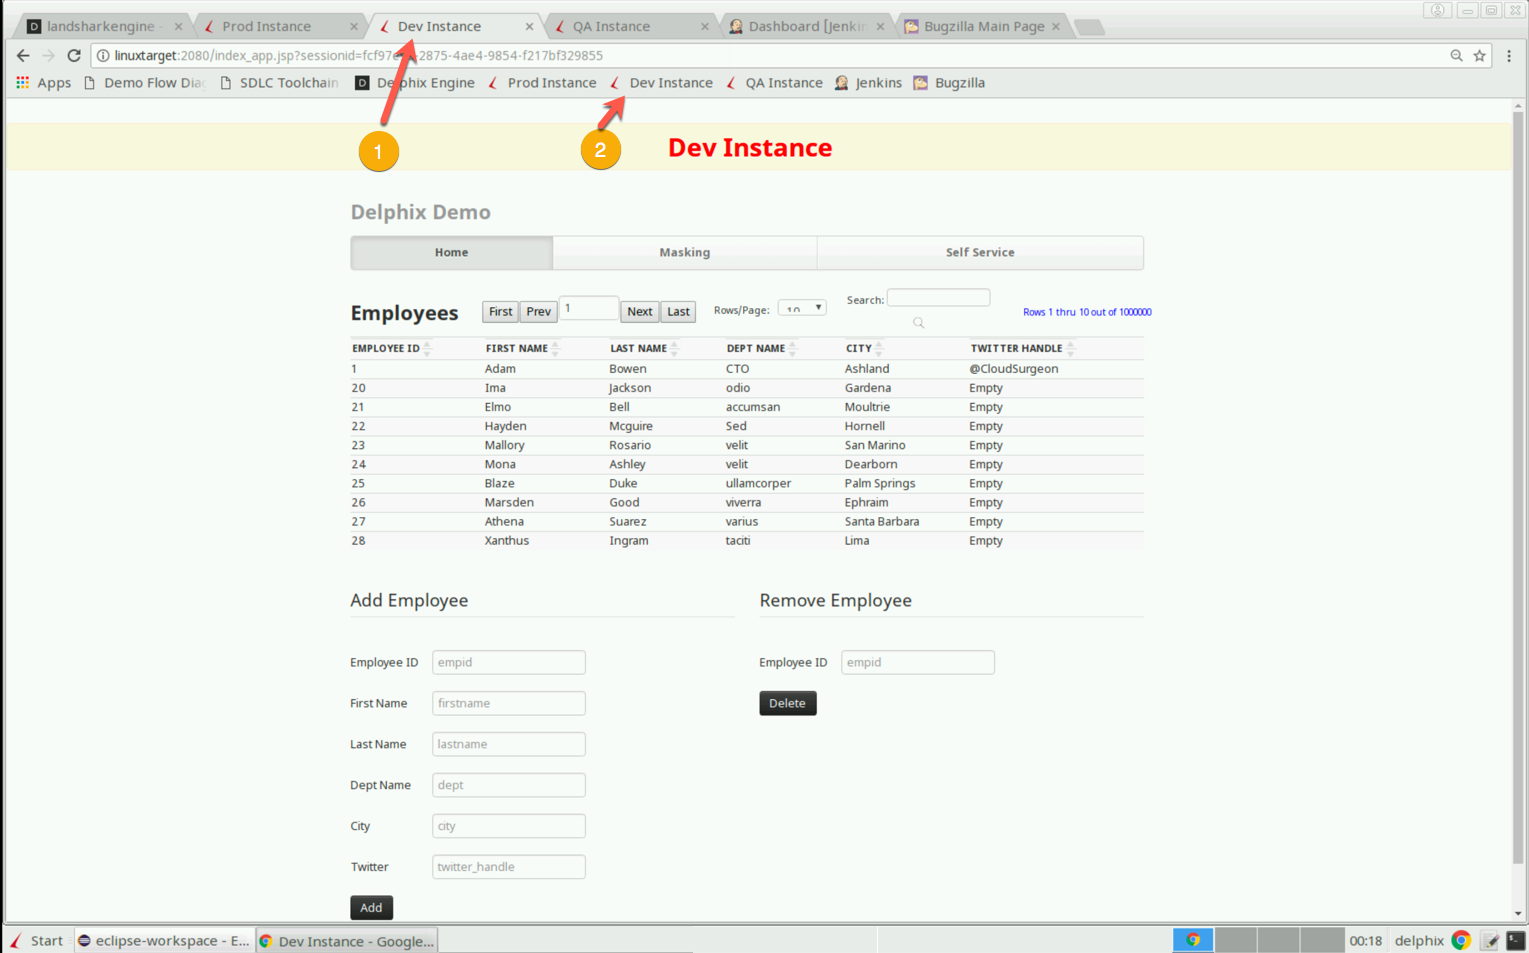 landsharkengine - Prod Instance Dev Instance QA Instance Dashboard [Jenkin Bugzilla Main Page
linuxtarget:2080/index_app.jsp?sessionid=fcf97 -2875-4ae4-9854-f217bf329855
Apps Demo Flow Dia SDLC Toolchain D Delphix Engine Prod Instance Dev Instance QA Instance Jenkins Bugzilla
1 2 Dev Instance
Delphix Demo
Home Masking Self Service
Employees First Prev 1 Next Last Rows/Page: 10 Search: Rows 1 thru 10 out of 1000000
EMPLOYEE ID FIRST NAME LAST NAME DEPT NAME CITY TWITTER HANDLE
1 Adam Bowen CTO Ashland @CloudSurgeon
20 Ima Jackson odio Gardena Empty
21 Elmo Bell accumsan Moultrie Empty
22 Hayden Mcguire Sed Hornell Empty
23 Mallory Rosario velit San Marino Empty
24 Mona Ashley velit Dearborn Empty
25 Blaze Duke ullamcorper Palm Springs Empty
26 Marsden Good viverra Ephraim Empty
27 Athena Suarez varius Santa Barbara Empty
28 Xanthus Ingram taciti Lima Empty
Add Employee Remove Employee
Employee ID empid Employee ID empid
First Name firstname Delete
Last Name lastname
Dept Name dept
City city
Twitter twitter_handle
Add
Start eclipse-workspace - E... Dev Instance - Google... 00:18 delphix